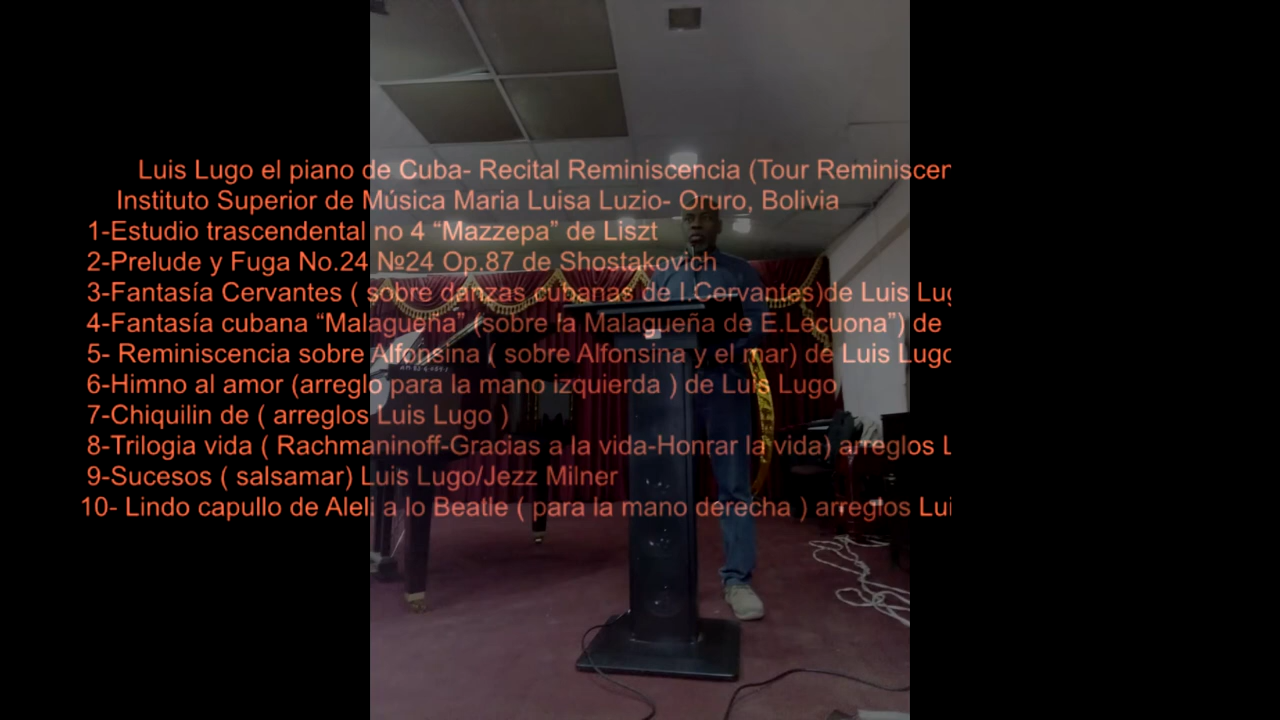 Luis Lugo el piano de Cuba- Recital Reminiscencia (Tour Reminiscen
Instituto Superior de Música Maria Luisa Luzio- Oruro, Bolivia
1-Estudio trascendental no 4 “Mazzepa” de Liszt
2-Prelude y Fuga No.24 №24 Op.87 de Shostakovich
3-Fantasía Cervantes ( sobre danzas cubanas de I.Cervantes)de Luis Lug
4-Fantasía cubana “Malagueña” (sobre la Malagueña de E.Lecuona”) de
5- Reminiscencia sobre Alfonsina ( sobre Alfonsina y el mar) de Luis Lugo
6-Himno al amor (arreglo para la mano izquierda ) de Luis Lugo
7-Chiquilin de ( arreglos Luis Lugo )
8-Trilogia vida ( Rachmaninoff-Gracias a la vida-Honrar la vida) arreglos L
9-Sucesos ( salsamar) Luis Lugo/Jezz Milner
10- Lindo capullo de Aleli a lo Beatle ( para la mano derecha ) arreglos Lui